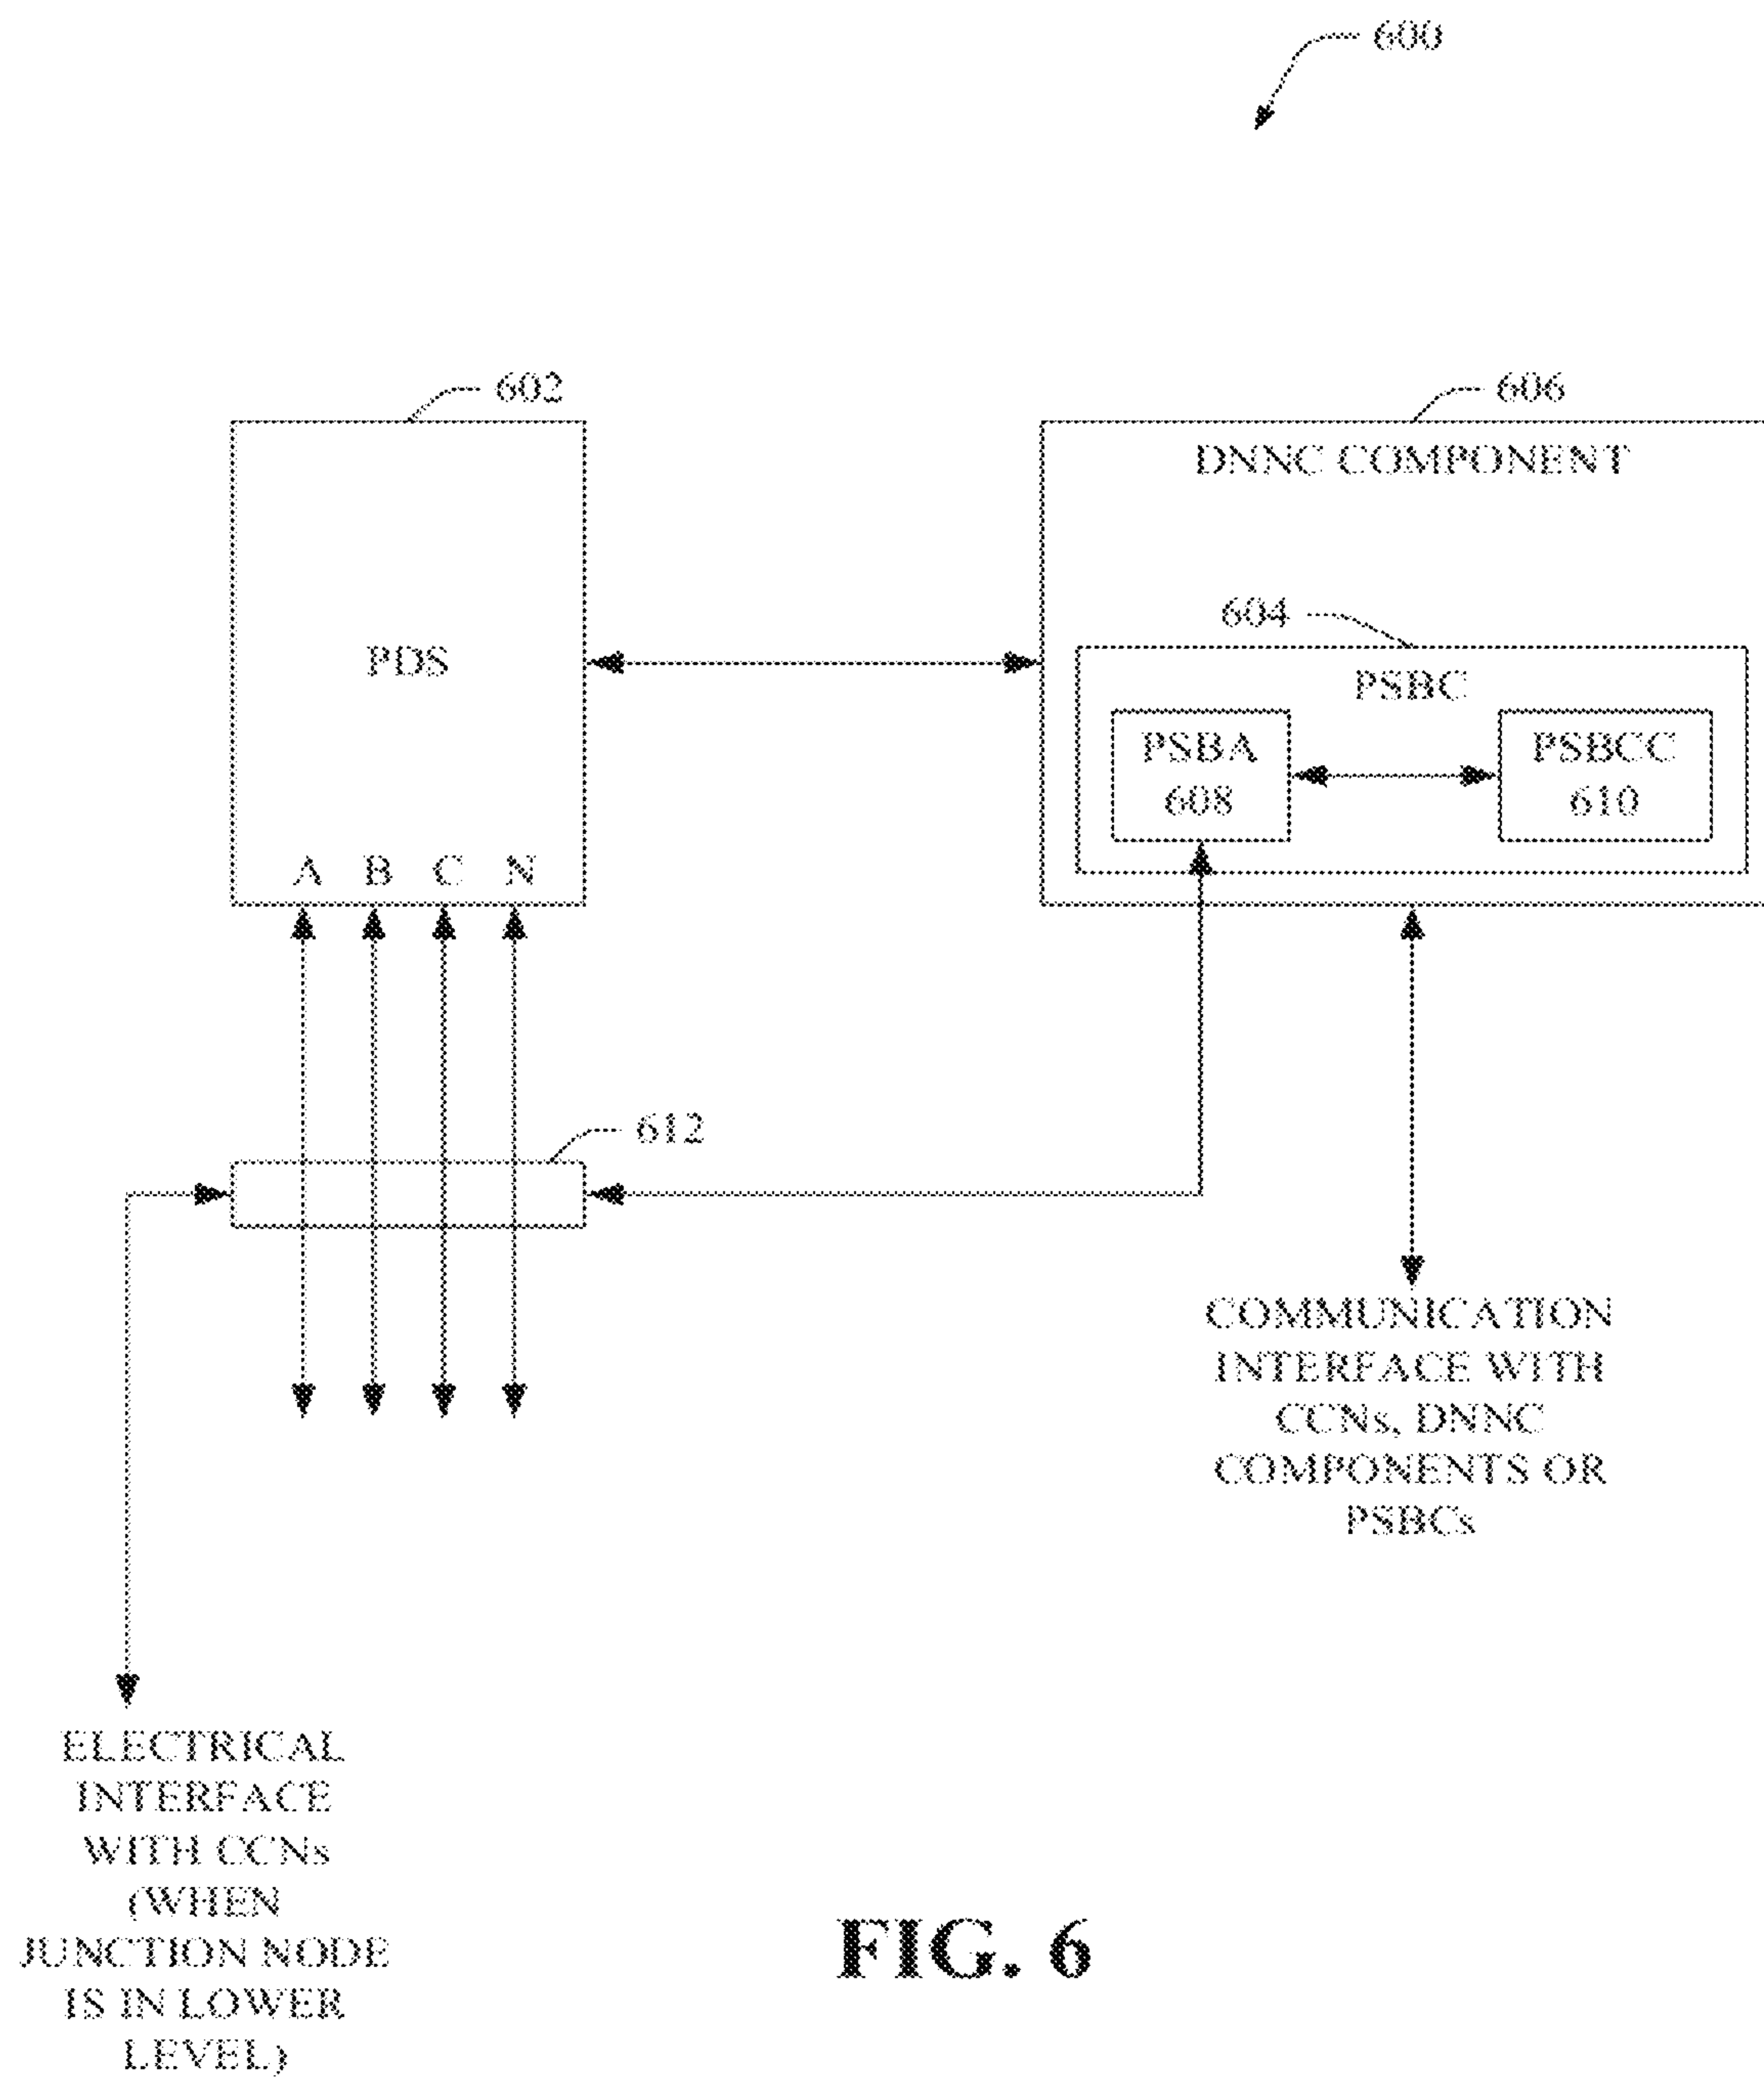 600
602
606
DNNC COMPONENT
604
PSBC
PDS
PSBA
608
PSBCC
610
A B C N
612
COMMUNICATION
INTERFACE WITH
CCNs, DNNC
COMPONENTS OR
PSBCs
ELECTRICAL
INTERFACE
WITH CCNs
(WHEN
JUNCTION NODE
IS IN LOWER
LEVEL)
FIG. 6